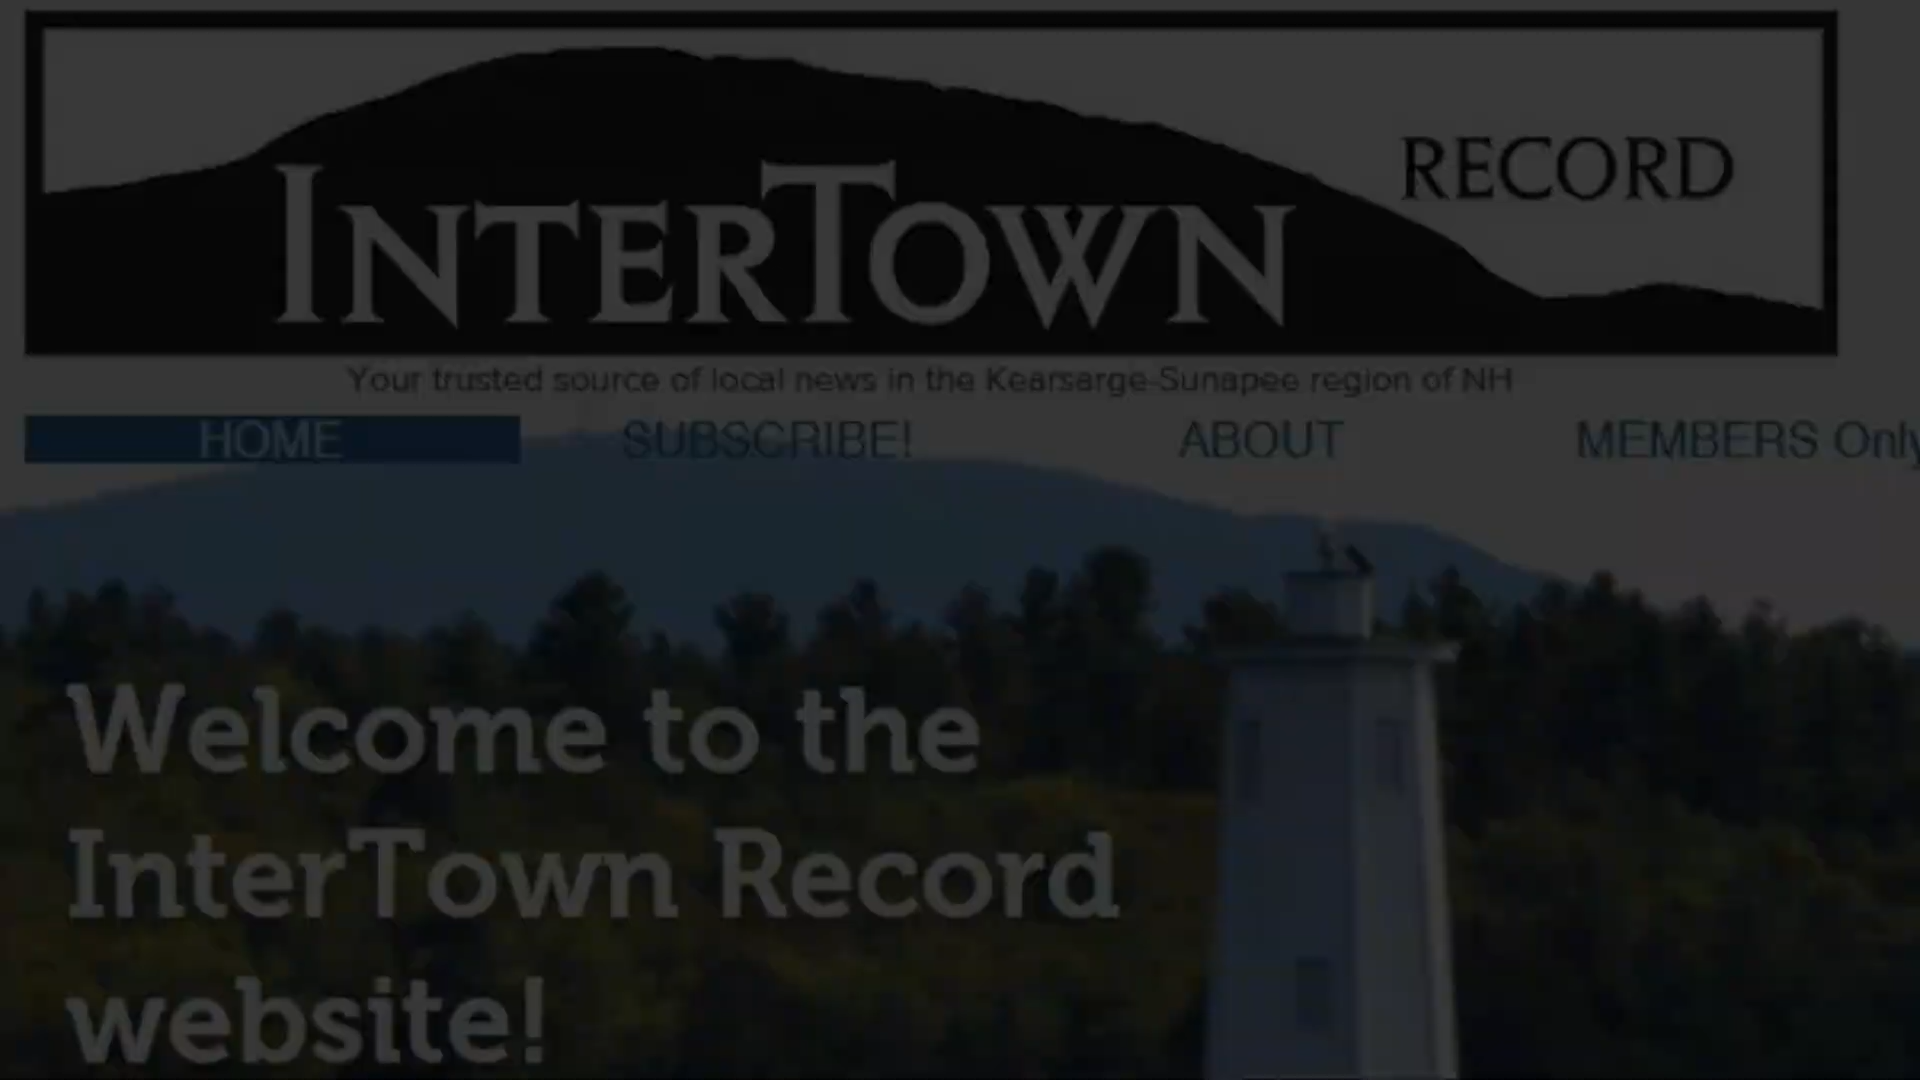 INTERTOWN
RECORD
Your trusted source of local news in the Kearsarge-Sunapee region of NH
HOME SUBSCRIBE! ABOUT MEMBERS Only
Welcome to the
InterTown Record
website!